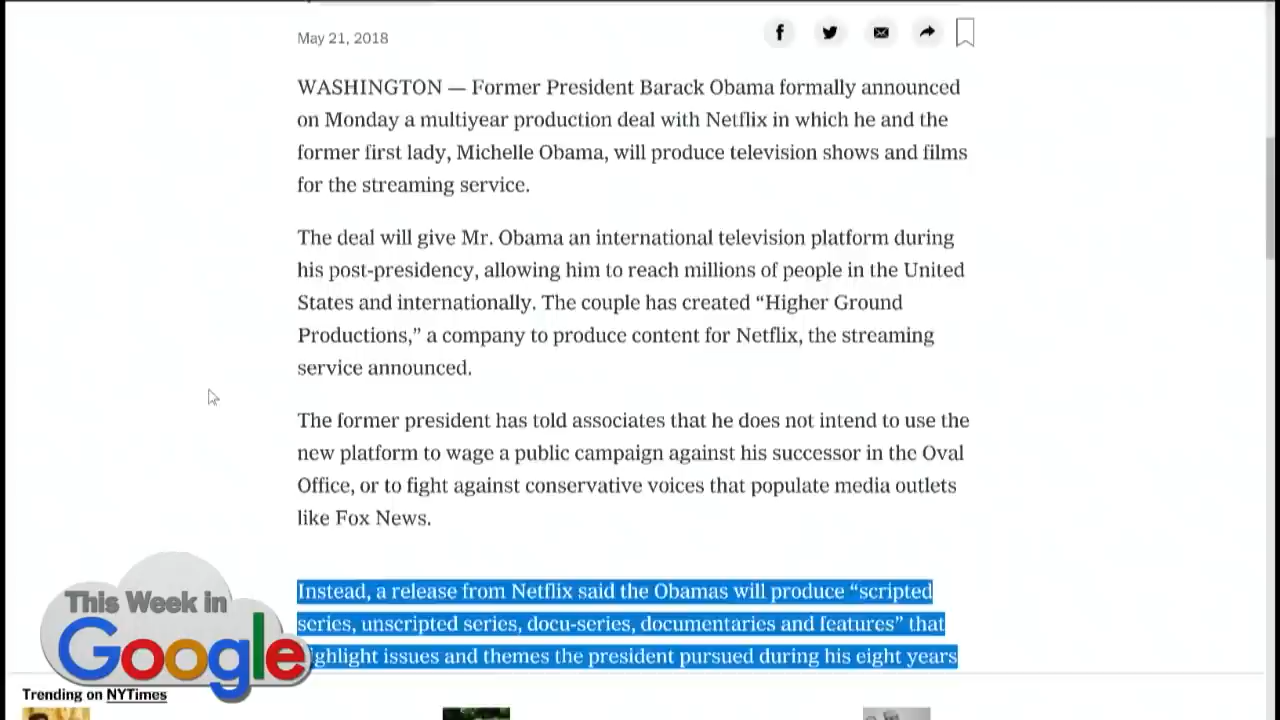 May 21, 2018
WASHINGTON — Former President Barack Obama formally announced
on Monday a multiyear production deal with Netflix in which he and the
former first lady, Michelle Obama, will produce television shows and films
for the streaming service.
The deal will give Mr. Obama an international television platform during
his post-presidency, allowing him to reach millions of people in the United
States and internationally. The couple has created “Higher Ground
Productions,” a company to produce content for Netflix, the streaming
service announced.
The former president has told associates that he does not intend to use the
new platform to wage a public campaign against his successor in the Oval
Office, or to fight against conservative voices that populate media outlets
like Fox News.
Instead, a release from Netflix said the Obamas will produce “scripted
series, unscripted series, docu-series, documentaries and features” that
highlight issues and themes the president pursued during his eight years
This Week in
Google
Trending on NYTimes